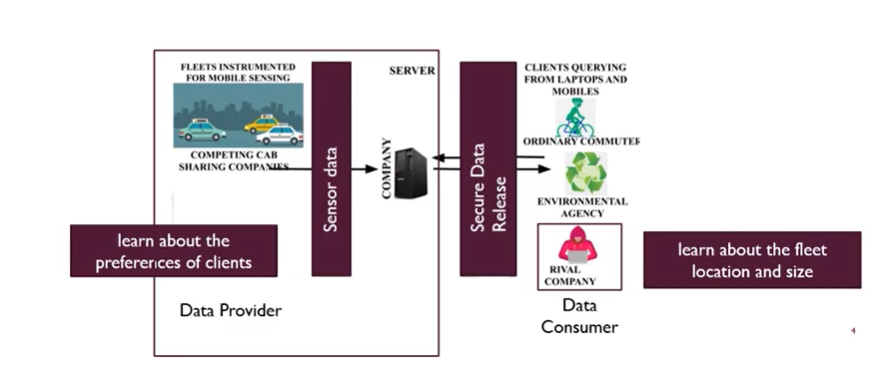 FLEETS INSTRUMENTED
FOR MOBILE SENSING
COMPETING CAB
SHARING COMPANIES
Sensor data
SERVER
COMPANY
Secure Data
Release
CLIENTS QUERYING
FROM LAPTOPS AND
MOBILES
ORDINARY COMMUTER
ENVIRONMENTAL
AGENCY
RIVAL
COMPANY
learn about the
preferences of clients
learn about the fleet
location and size
Data Provider
Data
Consumer
4